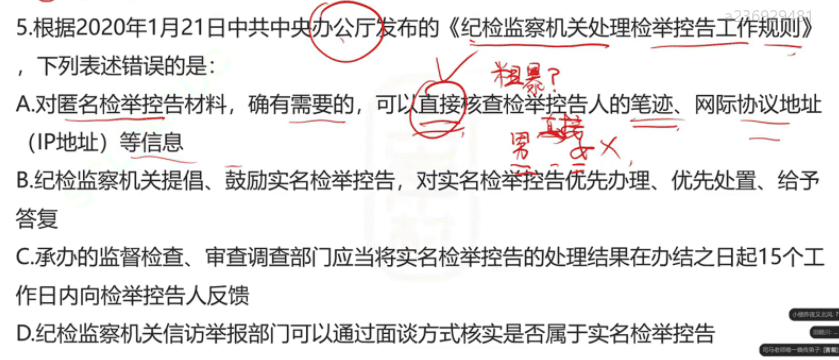 a236929481
5.根据2020年1月21日中共中央办公厅发布的《纪检监察机关处理检举控告工作规则》
，下列表述错误的是：
粗暴？
A.对匿名检举控告材料，确有需要的，可以直接核查检举控告人的笔迹、网际协议地址
直接
（IP地址）等信息
男 女 ×
B.纪检监察机关提倡、鼓励实名检举控告，对实名检举控告优先办理、优先处置、给予
答复
C.承办的监督检查、审查调查部门应当将实名检举控告的处理结果在办结之日起15个工
作日内向检举控告人反馈
D.纪检监察机关信访举报部门可以通过面谈方式核实是否属于实名检举控告